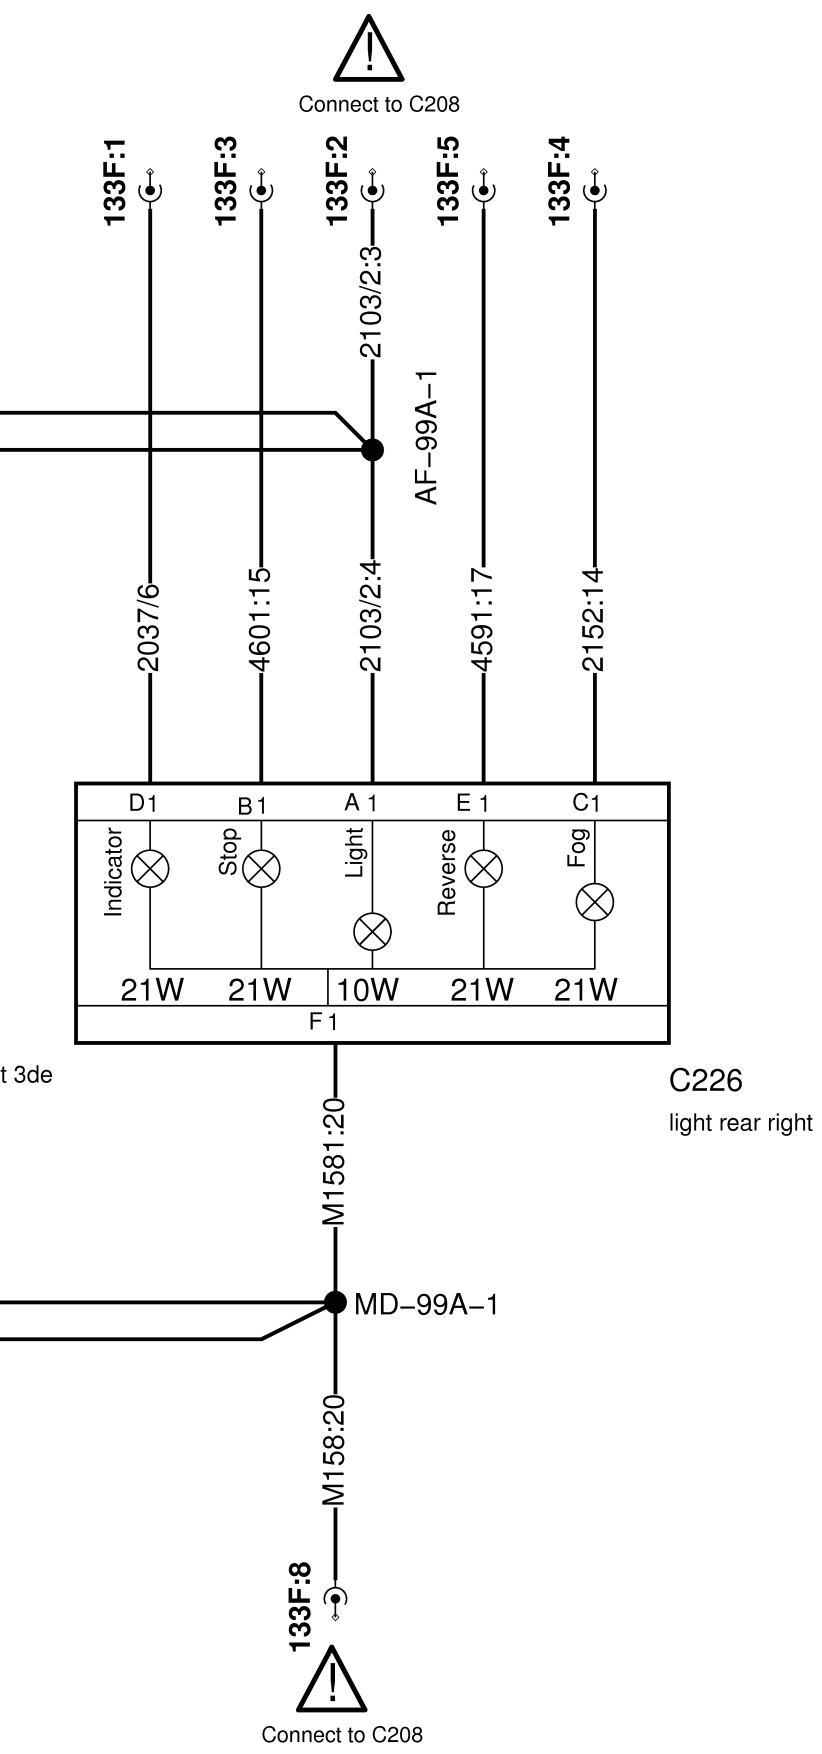 Connect to C208
133F:1
133F:3
133F:2
133F:5
133F:4
2103/2:3
AF-99A-1
2037/6
4601:15
2103/2:4
4591:17
2152:14
D1
B1
A 1
E 1
C1
Indicator
Stop
Light
Reverse
Fog
21W
21W
10W
21W
21W
F1
t 3de
C226
light rear right
M1581:20
MD-99A-1
M158:20
133F:8
Connect to C208